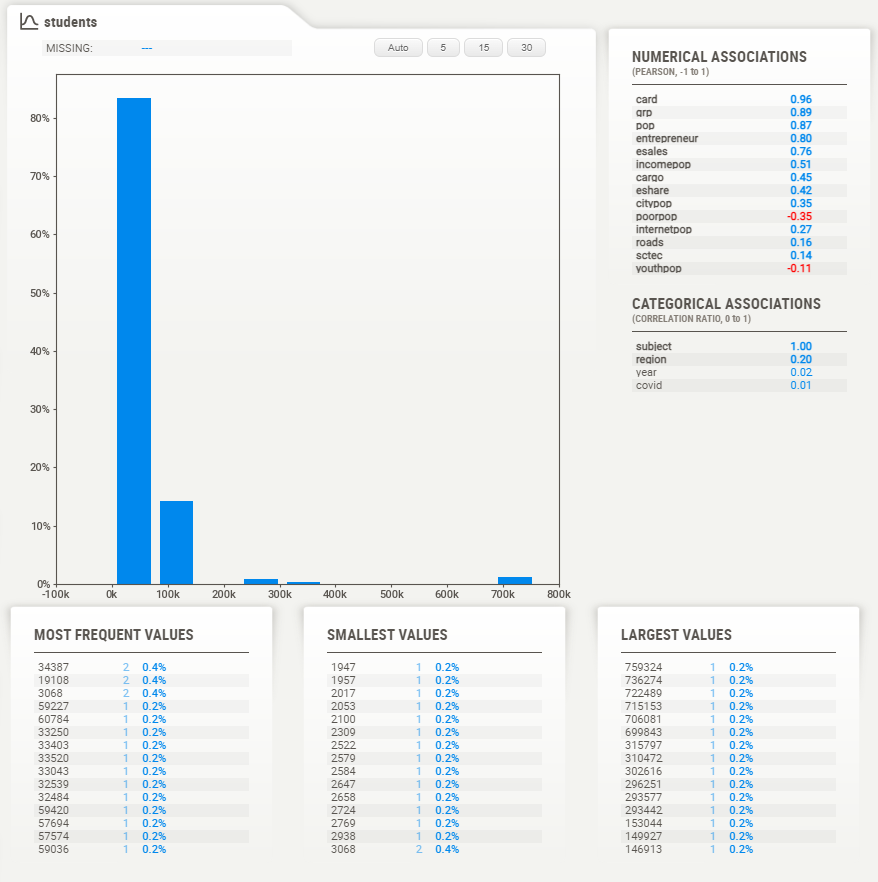 students
MISSING: ---
Auto 5 15 30
80%
70%
60%
50%
40%
30%
20%
10%
0%
-100k 0k 100k 200k 300k 400k 500k 600k 700k 800k
NUMERICAL ASSOCIATIONS
(PEARSON, -1 to 1)
card 0.96
grp 0.89
pop 0.87
entrepreneur 0.80
esales 0.76
incomepop 0.51
cargo 0.45
eshare 0.42
citypop 0.35
poorpop -0.35
internetpop 0.27
roads 0.16
sctec 0.14
youthpop -0.11
CATEGORICAL ASSOCIATIONS
(CORRELATION RATIO, 0 to 1)
subject 1.00
region 0.20
year 0.02
covid 0.01
MOST FREQUENT VALUES
34387 2 0.4%
19108 2 0.4%
3068 2 0.4%
59227 1 0.2%
60784 1 0.2%
33250 1 0.2%
33403 1 0.2%
33520 1 0.2%
33043 1 0.2%
32539 1 0.2%
32484 1 0.2%
59420 1 0.2%
57694 1 0.2%
57574 1 0.2%
59036 1 0.2%
SMALLEST VALUES
1947 1 0.2%
1957 1 0.2%
2017 1 0.2%
2053 1 0.2%
2100 1 0.2%
2309 1 0.2%
2522 1 0.2%
2579 1 0.2%
2584 1 0.2%
2647 1 0.2%
2658 1 0.2%
2724 1 0.2%
2769 1 0.2%
2938 1 0.2%
3068 2 0.4%
LARGEST VALUES
759324 1 0.2%
736274 1 0.2%
722489 1 0.2%
715153 1 0.2%
706081 1 0.2%
699843 1 0.2%
315797 1 0.2%
310472 1 0.2%
302616 1 0.2%
296251 1 0.2%
293577 1 0.2%
293442 1 0.2%
153044 1 0.2%
149927 1 0.2%
146913 1 0.2%